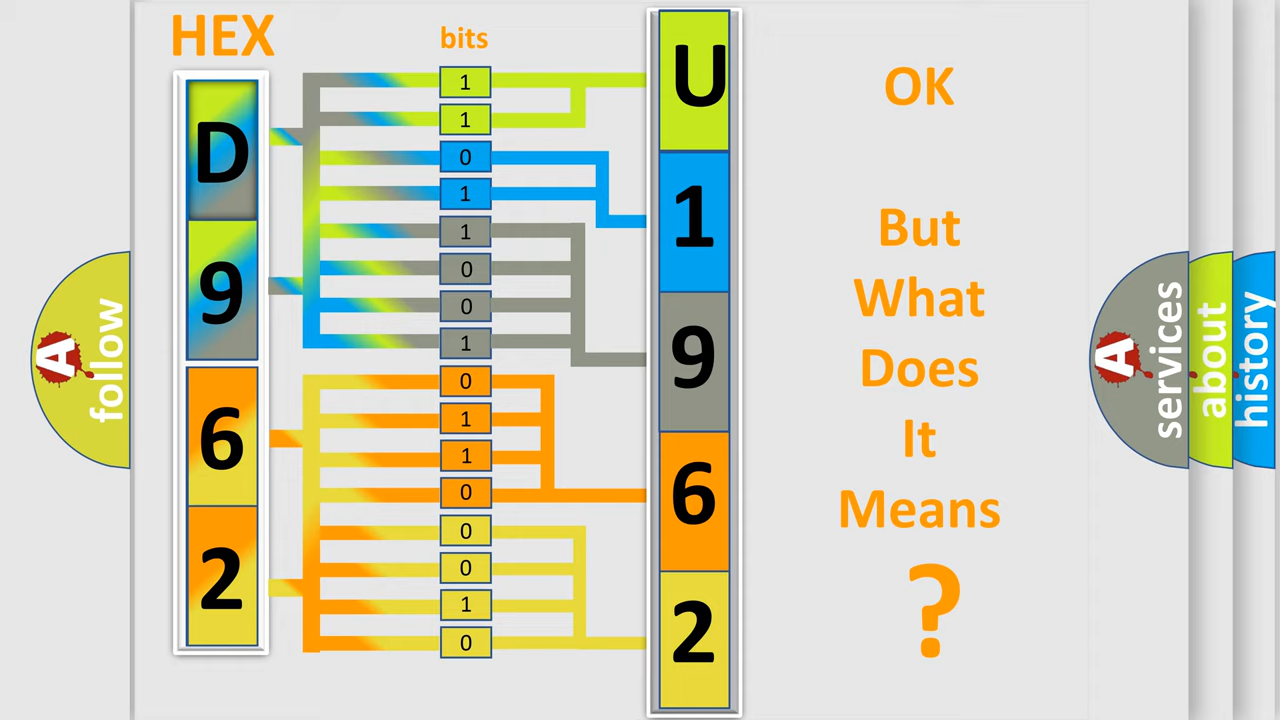 HEX
bits
D
9
6
2
1
1
0
1
1
0
0
1
0
1
1
0
0
0
1
0
U
1
9
6
2
OK
But
What
Does
It
Means
?
A
follow
A
services
about
history